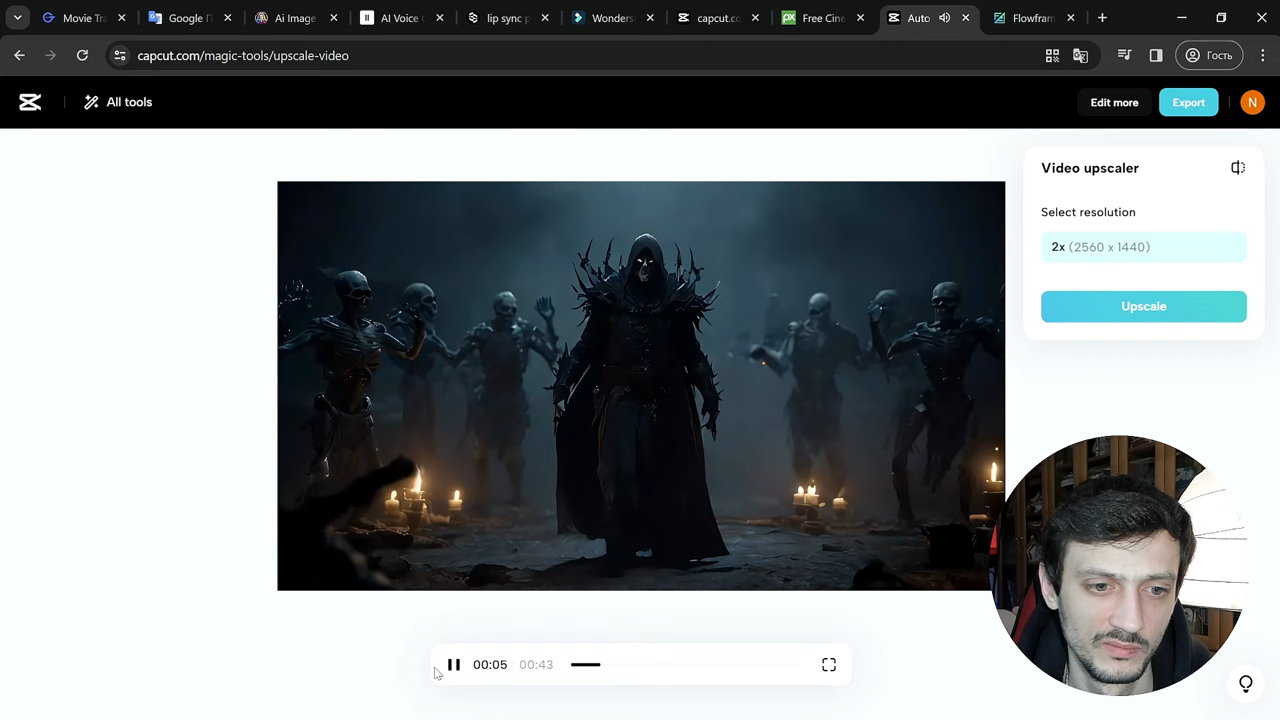 Movie Tra
Google П
Ai Image
AI Voice
lip sync p
Wonders
capcut.co
Free Cine
Auto
Flowfram
capcut.com/magic-tools/upscale-video
Гость
All tools
Edit more
Export
N
Video upscaler
Select resolution
2x (2560 x 1440)
Upscale
00:05 00:43